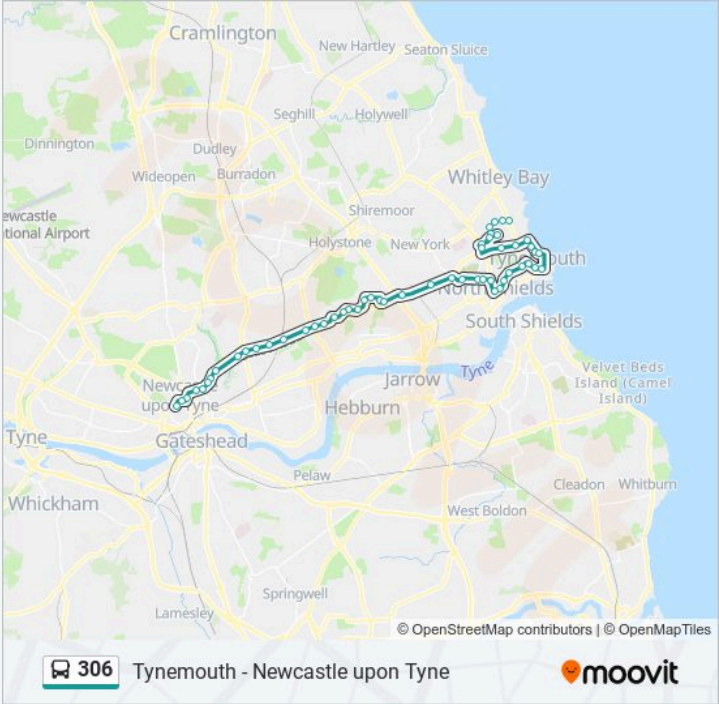 Cramlington
New Hartley
Seaton Sluice
Seghill
Holywell
Dinnington
Dudley
Wideopen
Burradon
Whitley Bay
ewcastle
tional Airport
Shiremoor
Holystone
New York
Tynemouth
North Shields
South Shields
Velvet Beds
Island (Camel
Island)
Tyne
Jarrow
Newcastle
upon Tyne
Hebburn
Tyne
Gateshead
Pelaw
Cleadon
Whitburn
Whickham
West Boldon
Springwell
Lamesley
© OpenStreetMap contributors | © OpenMapTiles
306 Tynemouth - Newcastle upon Tyne
moovit